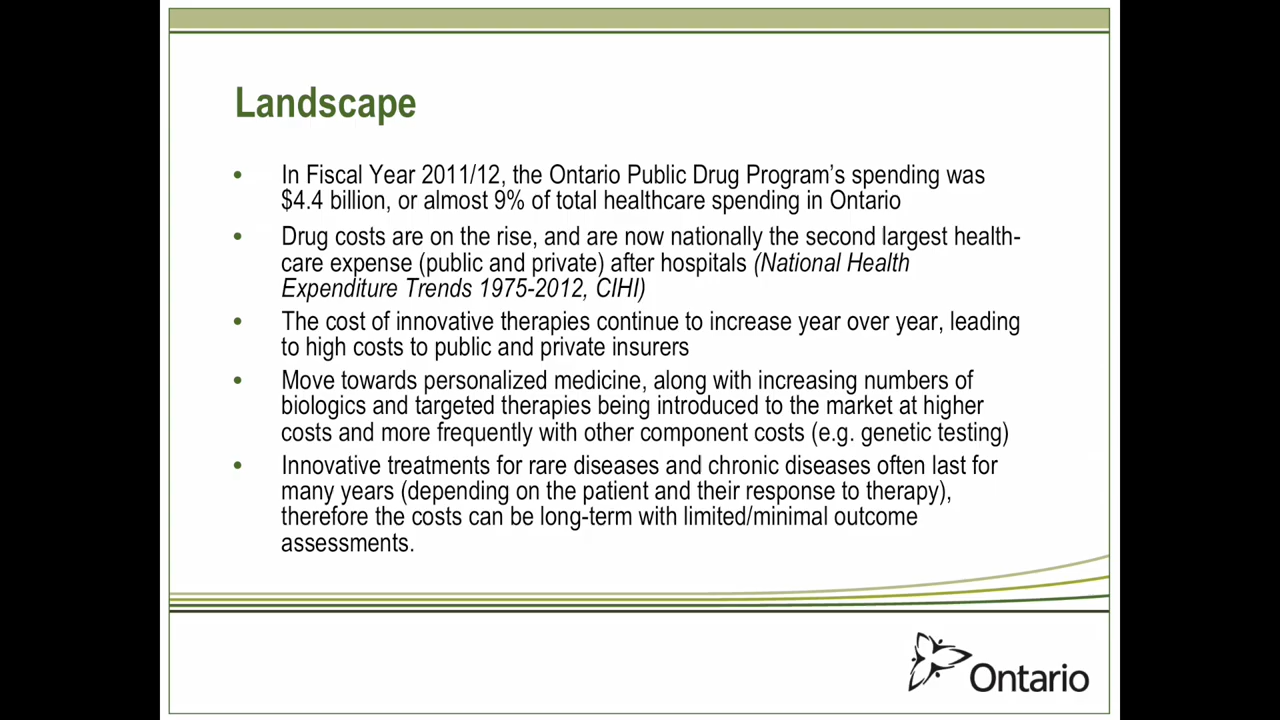 Landscape
• In Fiscal Year 2011/12, the Ontario Public Drug Program’s spending was
$4.4 billion, or almost 9% of total healthcare spending in Ontario
• Drug costs are on the rise, and are now nationally the second largest health-
care expense (public and private) after hospitals (National Health
Expenditure Trends 1975-2012, CIHI)
• The cost of innovative therapies continue to increase year over year, leading
to high costs to public and private insurers
• Move towards personalized medicine, along with increasing numbers of
biologics and targeted therapies being introduced to the market at higher
costs and more frequently with other component costs (e.g. genetic testing)
• Innovative treatments for rare diseases and chronic diseases often last for
many years (depending on the patient and their response to therapy),
therefore the costs can be long-term with limited/minimal outcome
assessments.
Ontario